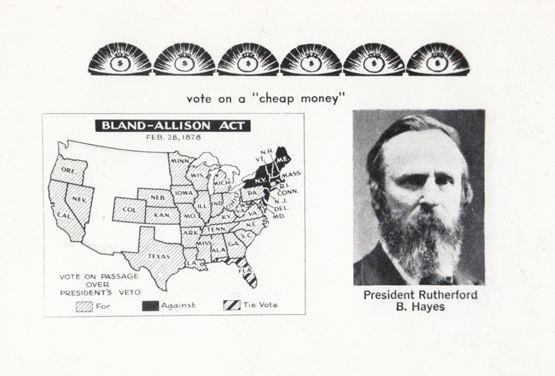 $ $ $ $ $ $
vote on a "cheap money"
BLAND-ALLISON ACT
FEB. 28, 1878
N.H.
VT.
ME.
MINN.
ORE.
WIS.
N.Y.
MASS.
MICH.
R.I.
CONN.
NEV.
NEB.
IOWA
PA.
N.J.
DEL.
MD.
CAL.
COL.
ILL.
IND.
OHIO
KAN.
MO.
KY.
VA.
TENN.
N.C.
ARK.
S.C.
TEXAS
MISS.
ALA.
GA.
LA.
FLA.
VOTE ON PASSAGE
OVER
PRESIDENT'S VETO
For Against Tie Vote
President Rutherford
B. Hayes